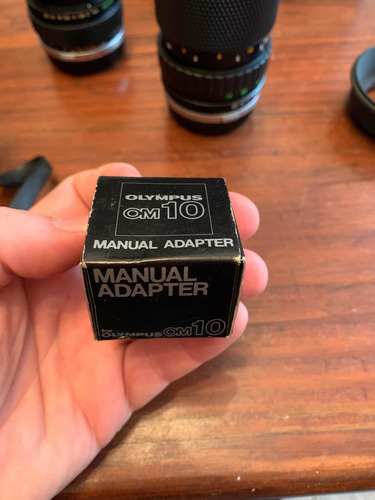 OLYMPUS
OM10
MANUAL ADAPTER
MANUAL
ADAPTER
for OLYMPUS OM10